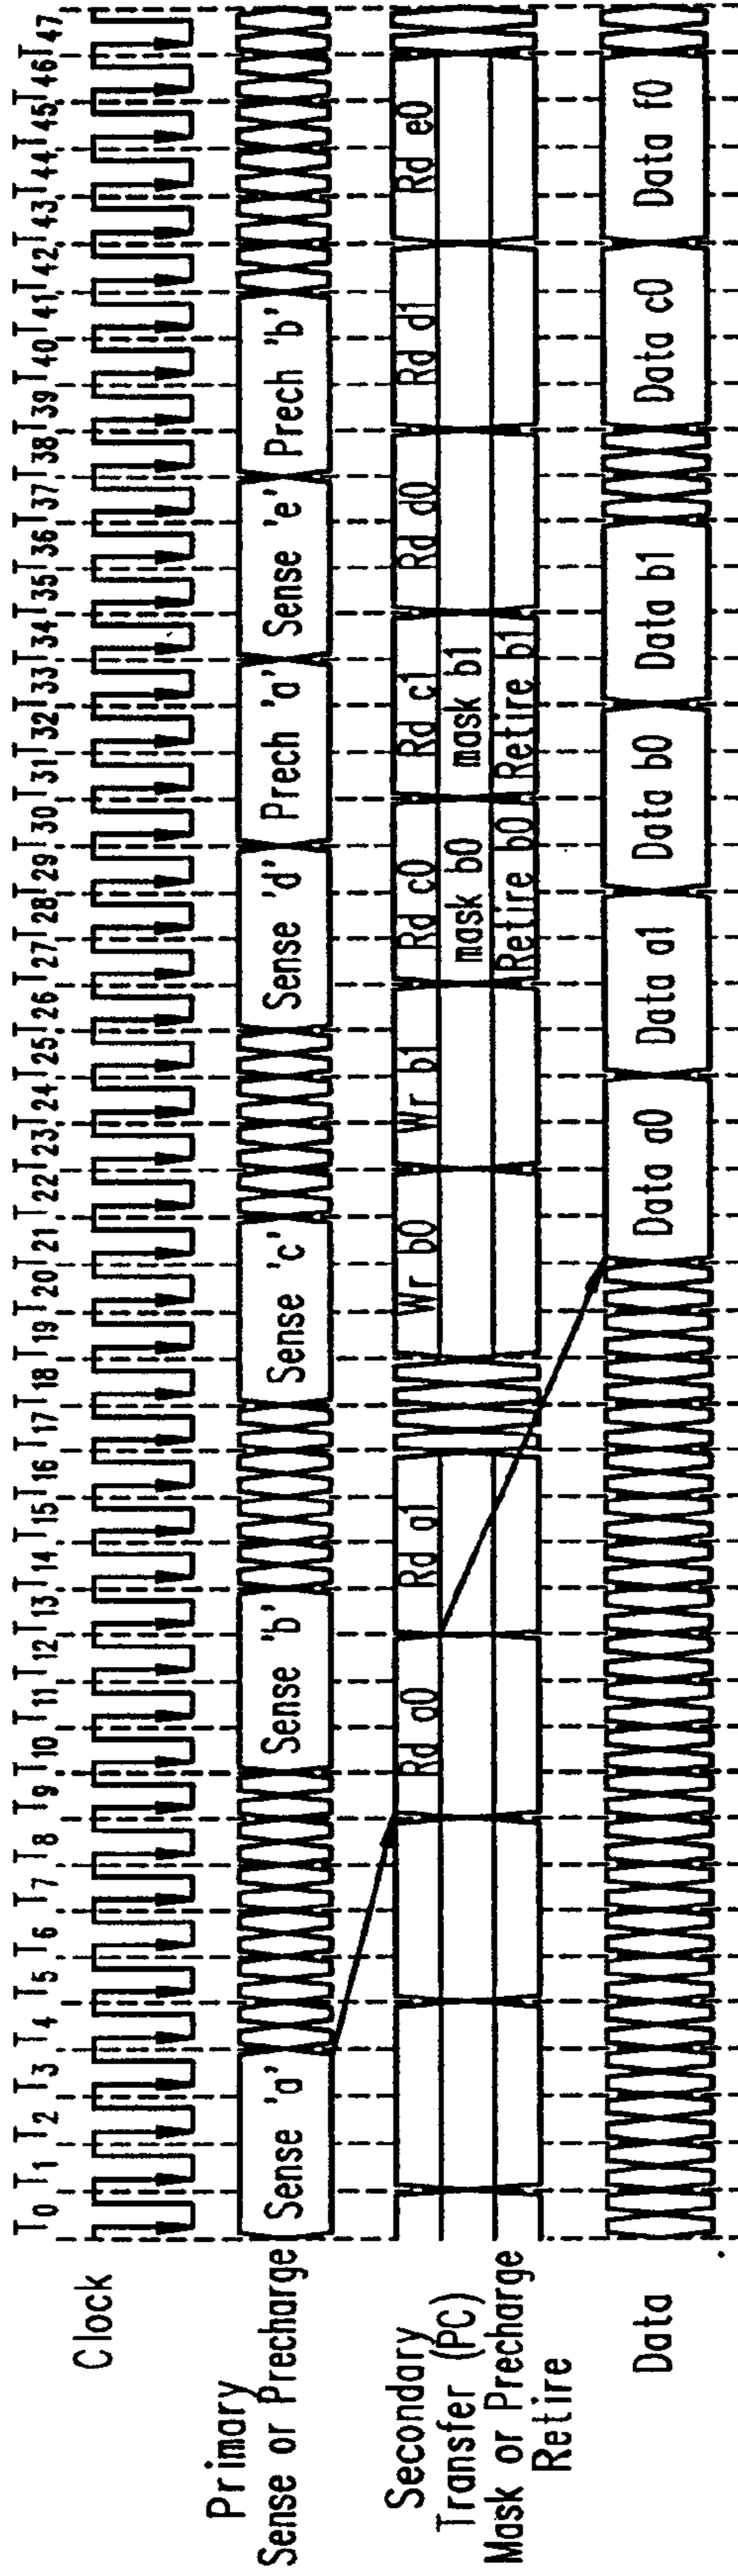 T0 T1 T2 T3 T4 T5 T6 T7 T8 T9 T10 T11 T12 T13 T14 T15 T16 T17 T18 T19 T20 T21 T22 T23 T24 T25 T26 T27 T28 T29 T30 T31 T32 T33 T34 T35 T36 T37 T38 T39 T40 T41 T42 T43 T44 T45 T46 T47
Clock
Primary
Sense or Precharge
Sense 'a' Sense 'b' Sense 'c' Sense 'd' Prech 'a' Sense 'e' Prech 'b'
Secondary
Transfer (PC)
Mask or Precharge
Retire
Rd a0 Rd a1 Wr b0 Wr b1 Rd c0 Rd c1 Rd d0 Rd d1 Rd e0
mask b0 mask b1
Retire b0 Retire b1
Data
Data a0 Data a1 Data b0 Data b1 Data c0 Data f0